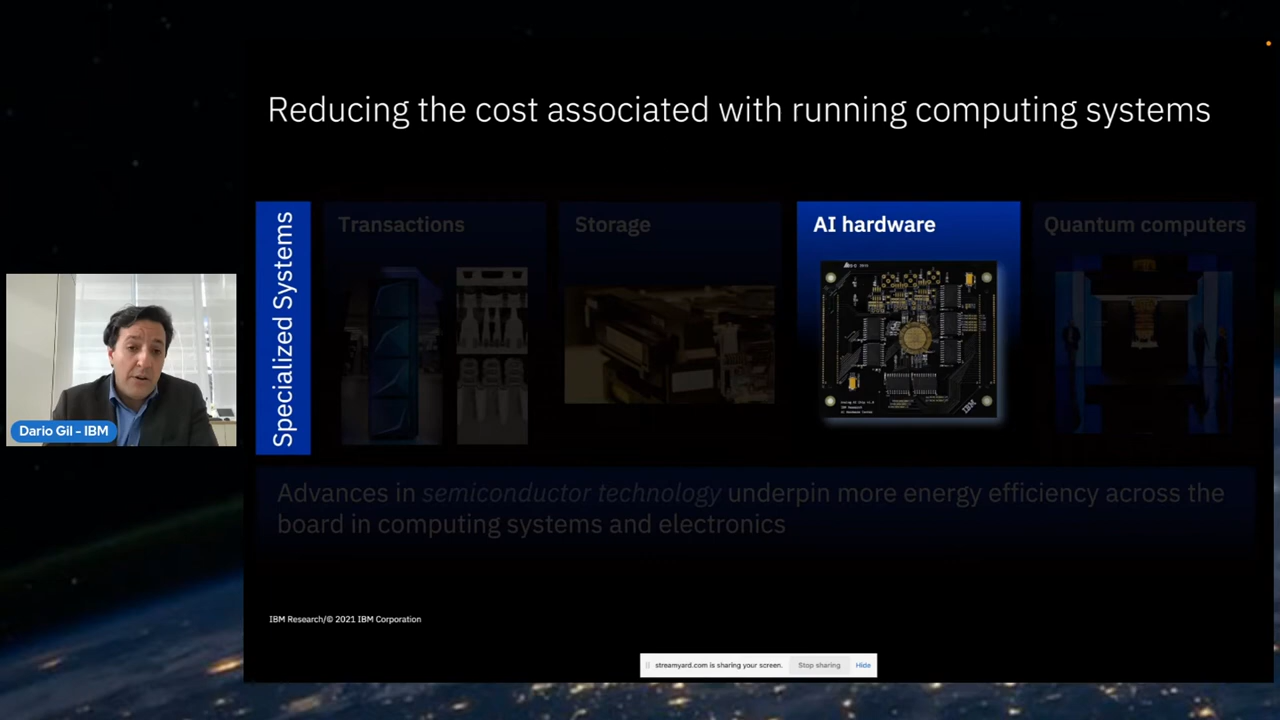 Reducing the cost associated with running computing systems
Specialized Systems
Transactions
Storage
AI hardware
Quantum computers
IBM
Advances in semiconductor technology underpin more energy efficiency across the
board in computing systems and electronics
IBM Research/© 2021 IBM Corporation
Dario Gil - IBM
streamyard.com is sharing your screen.
Stop sharing
Hide